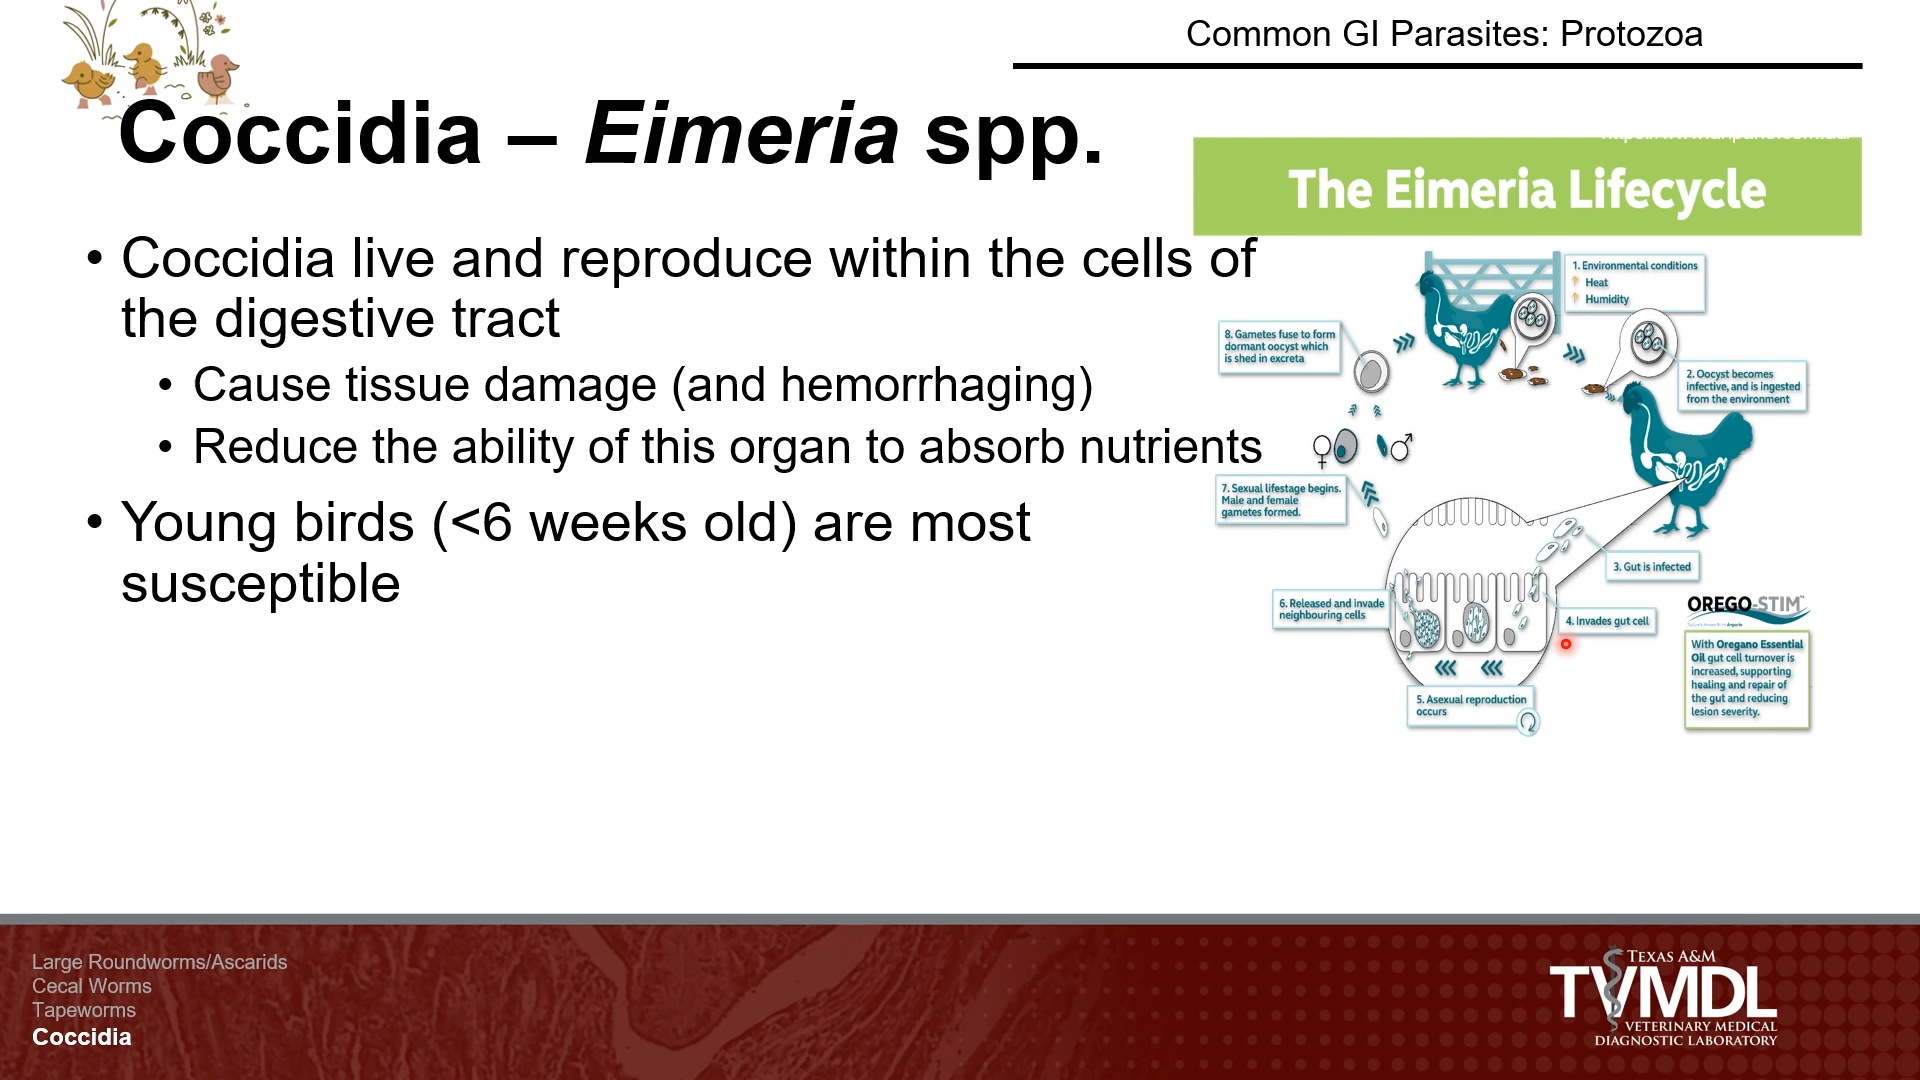 Common GI Parasites: Protozoa
Coccidia – Eimeria spp.
• Coccidia live and reproduce within the cells of
the digestive tract
• Cause tissue damage (and hemorrhaging)
• Reduce the ability of this organ to absorb nutrients
• Young birds (<6 weeks old) are most
susceptible
The Eimeria Lifecycle
1. Environmental conditions
Heat
Humidity
2. Oocyst becomes
infective, and is ingested
from the environment
3. Gut is infected
4. Invades gut cell
5. Asexual reproduction
occurs
6. Released and invade
neighbouring cells
7. Sexual lifestage begins.
Male and female
gametes formed.
8. Gametes fuse to form
dormant oocyst which
is shed in excreta
OREGO-STIM™
With Oregano Essential
Oil gut cell turnover is
increased, supporting
healing and repair of
the gut and reducing
lesion severity.
Large Roundworms/Ascarids
Cecal Worms
Tapeworms
Coccidia
TEXAS A&M
TVMDL
VETERINARY MEDICAL
DIAGNOSTIC LABORATORY